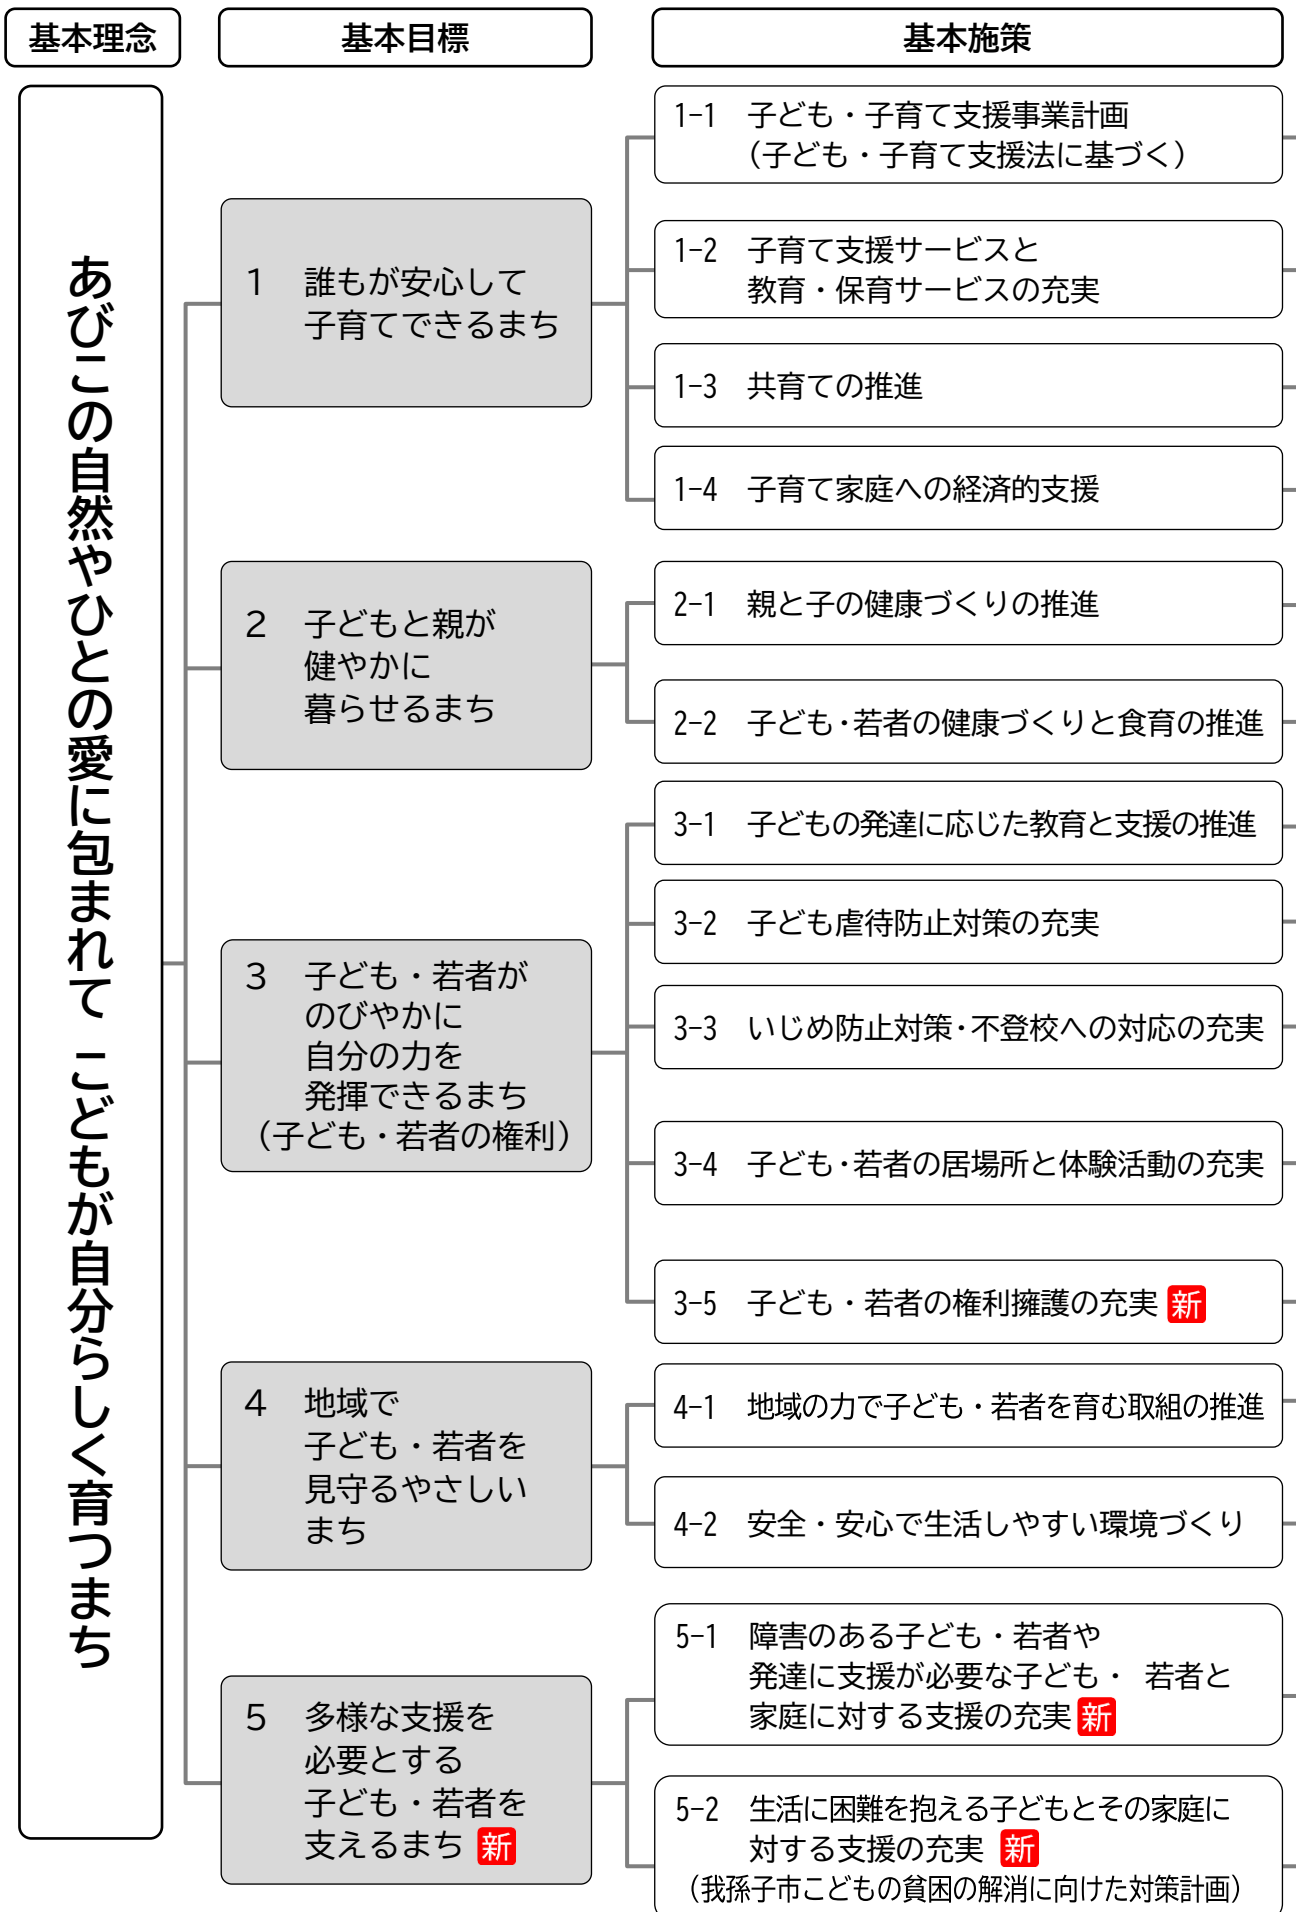 基本理念
基本目標
基本施策
あびこの自然やひとの愛に包まれて こどもが自分らしく育つまち
1 誰もが安心して
子育てできるまち
1-1 子ども・子育て支援事業計画
(子ども・子育て支援法に基づく)
1-2 子育て支援サービスと
教育・保育サービスの充実
1-3 共育ての推進
1-4 子育て家庭への経済的支援
2 子どもと親が
健やかに
暮らせるまち
2-1 親と子の健康づくりの推進
2-2 子ども・若者の健康づくりと食育の推進
3 子ども・若者が
のびやかに
自分の力を
発揮できるまち
(子ども・若者の権利)
3-1 子どもの発達に応じた教育と支援の推進
3-2 子ども虐待防止対策の充実
3-3 いじめ防止対策・不登校への対応の充実
3-4 子ども・若者の居場所と体験活動の充実
3-5 子ども・若者の権利擁護の充実 新
4 地域で
子ども・若者を
見守るやさしい
まち
4-1 地域の力で子ども・若者を育む取組の推進
4-2 安全・安心で生活しやすい環境づくり
5 多様な支援を
必要とする
子ども・若者を
支えるまち 新
5-1 障害のある子ども・若者や
発達に支援が必要な子ども・ 若者と
家庭に対する支援の充実 新
5-2 生活に困難を抱える子どもとその家庭に
対する支援の充実 新
(我孫子市こどもの貧困の解消に向けた対策計画)